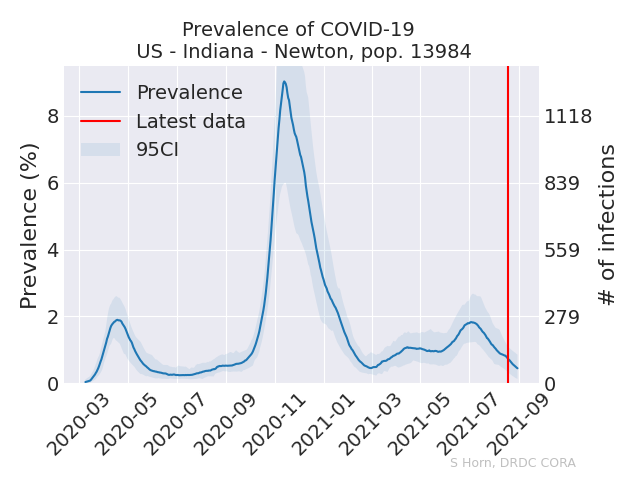 Prevalence of COVID-19
US - Indiana - Newton, pop. 13984
Prevalence
Latest data
95CI
Prevalence (%)
8
6
4
2
0
1118
839
559
279
0
# of infections
2020-03
2020-05
2020-07
2020-09
2020-11
2021-01
2021-03
2021-05
2021-07
2021-09
S Horn, DRDC CORA